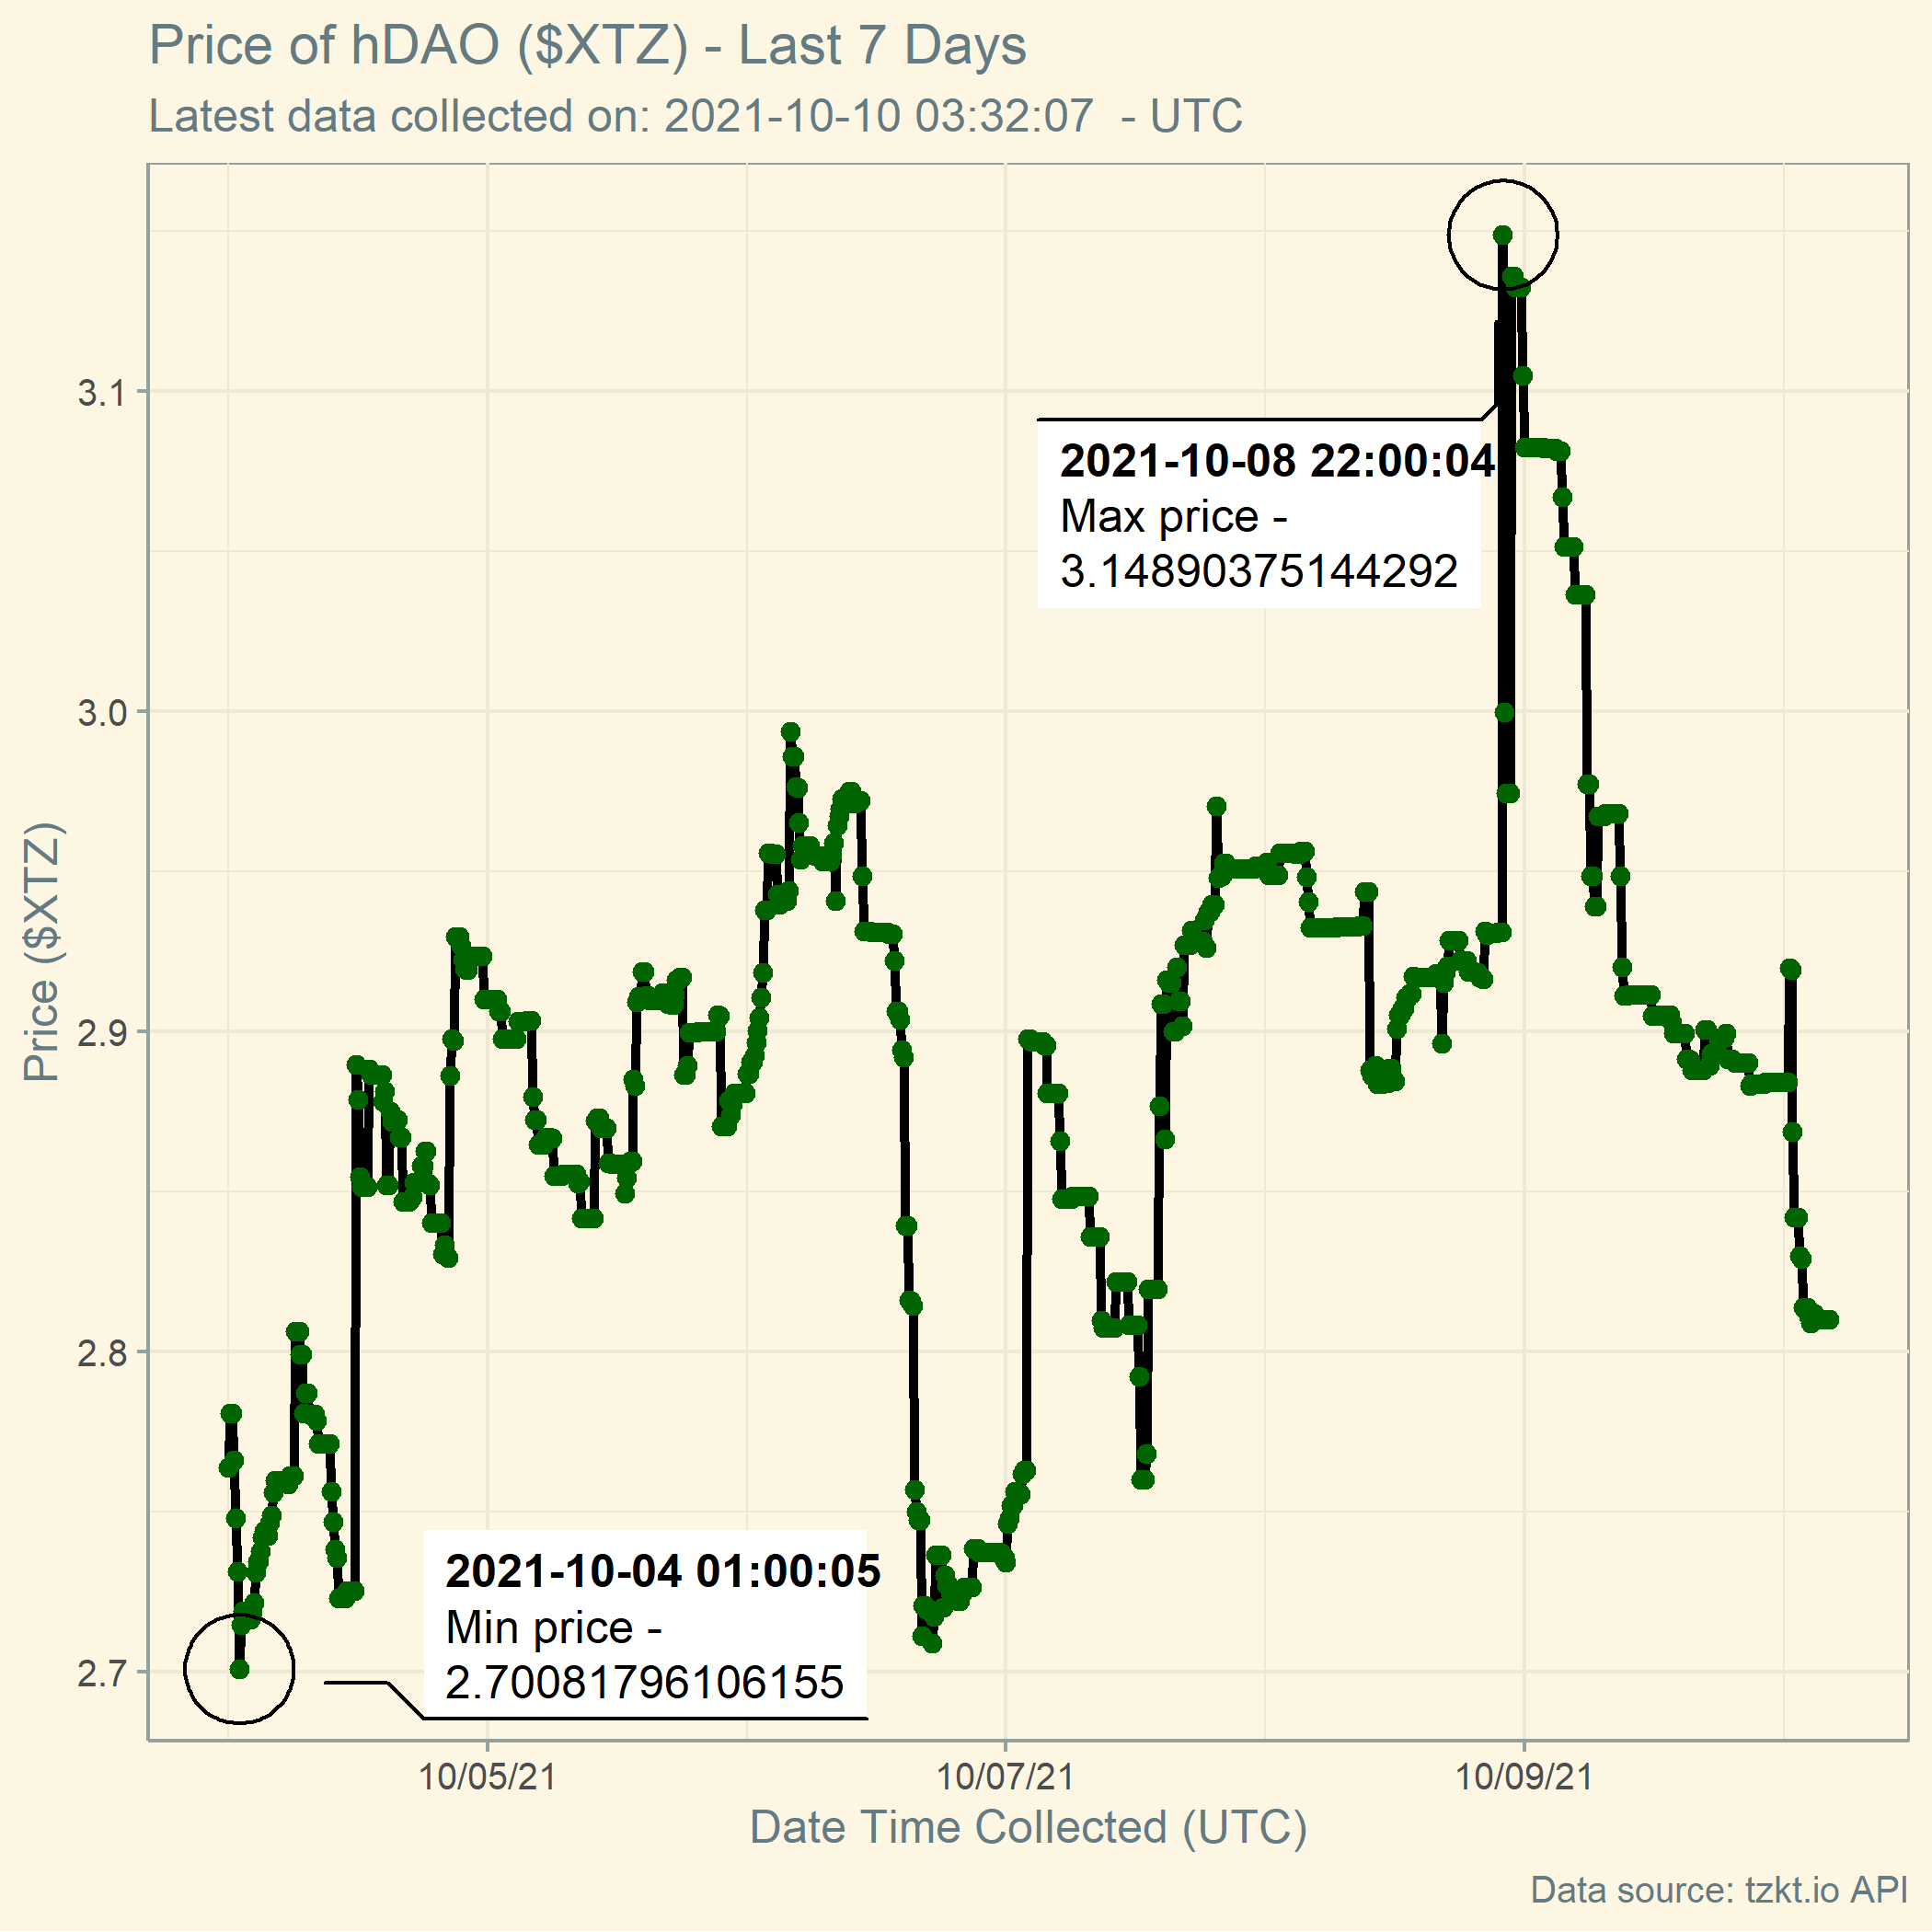 Price of hDAO ($XTZ) - Last 7 Days
Latest data collected on: 2021-10-10 03:32:07  - UTC
3.1
3.0
2.9
2.8
2.7
Price ($XTZ)
2021-10-08 22:00:04
Max price -
3.14890375144292
2021-10-04 01:00:05
Min price -
2.70081796106155
10/05/21
10/07/21
10/09/21
Date Time Collected (UTC)
Data source: tzkt.io API